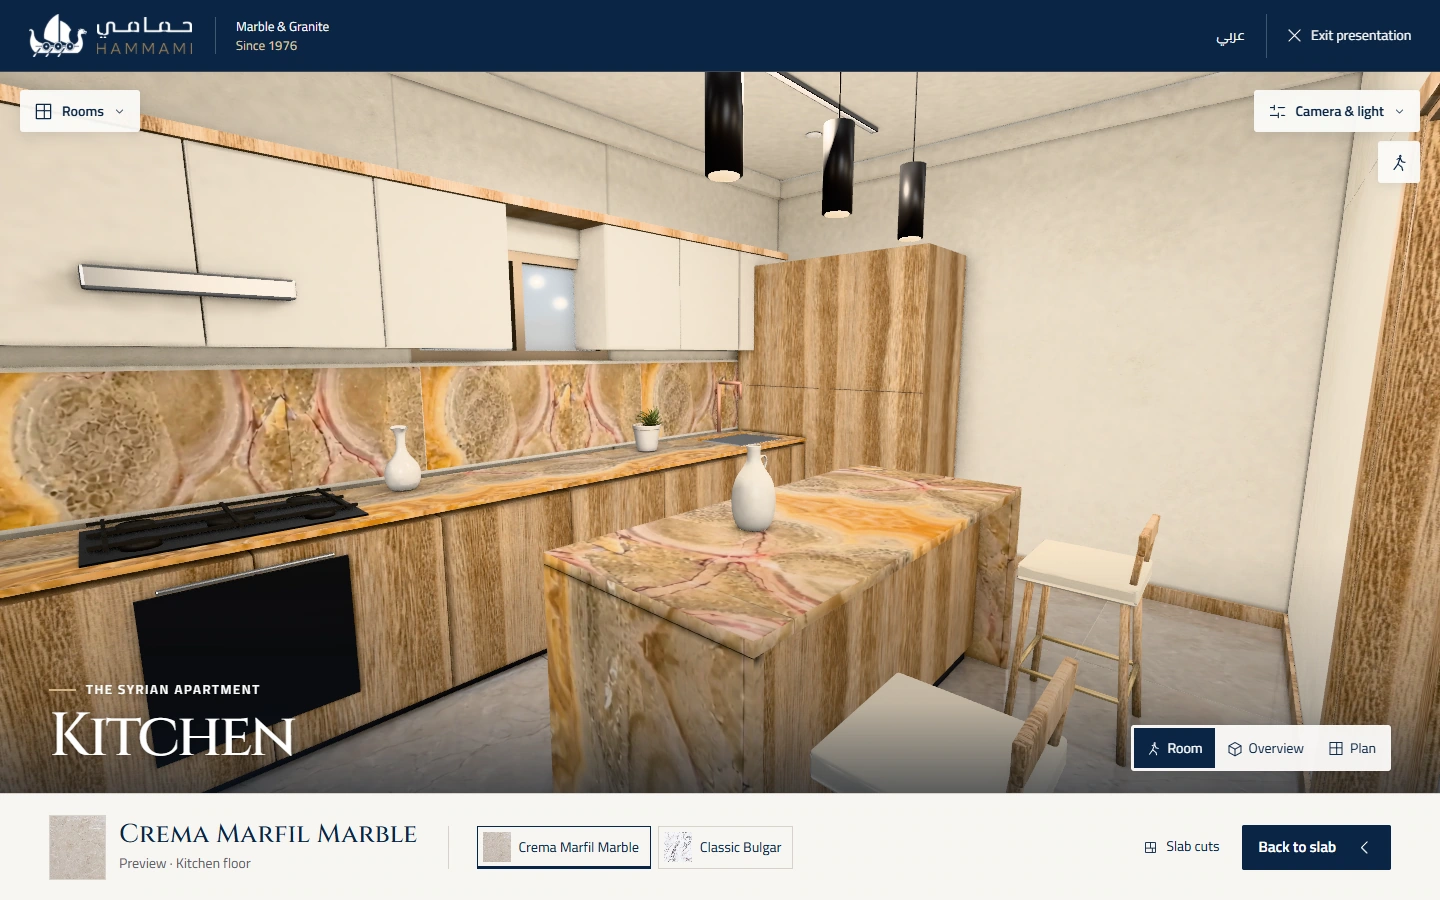 حمامي
HAMMAMI
Marble & Granite
Since 1976
عربي
Exit presentation
Rooms
Camera & light
THE SYRIAN APARTMENT
KITCHEN
Room
Overview
Plan
CREMA MARFIL MARBLE
Preview · Kitchen floor
Crema Marfil Marble
Classic Bulgar
Slab cuts
Back to slab